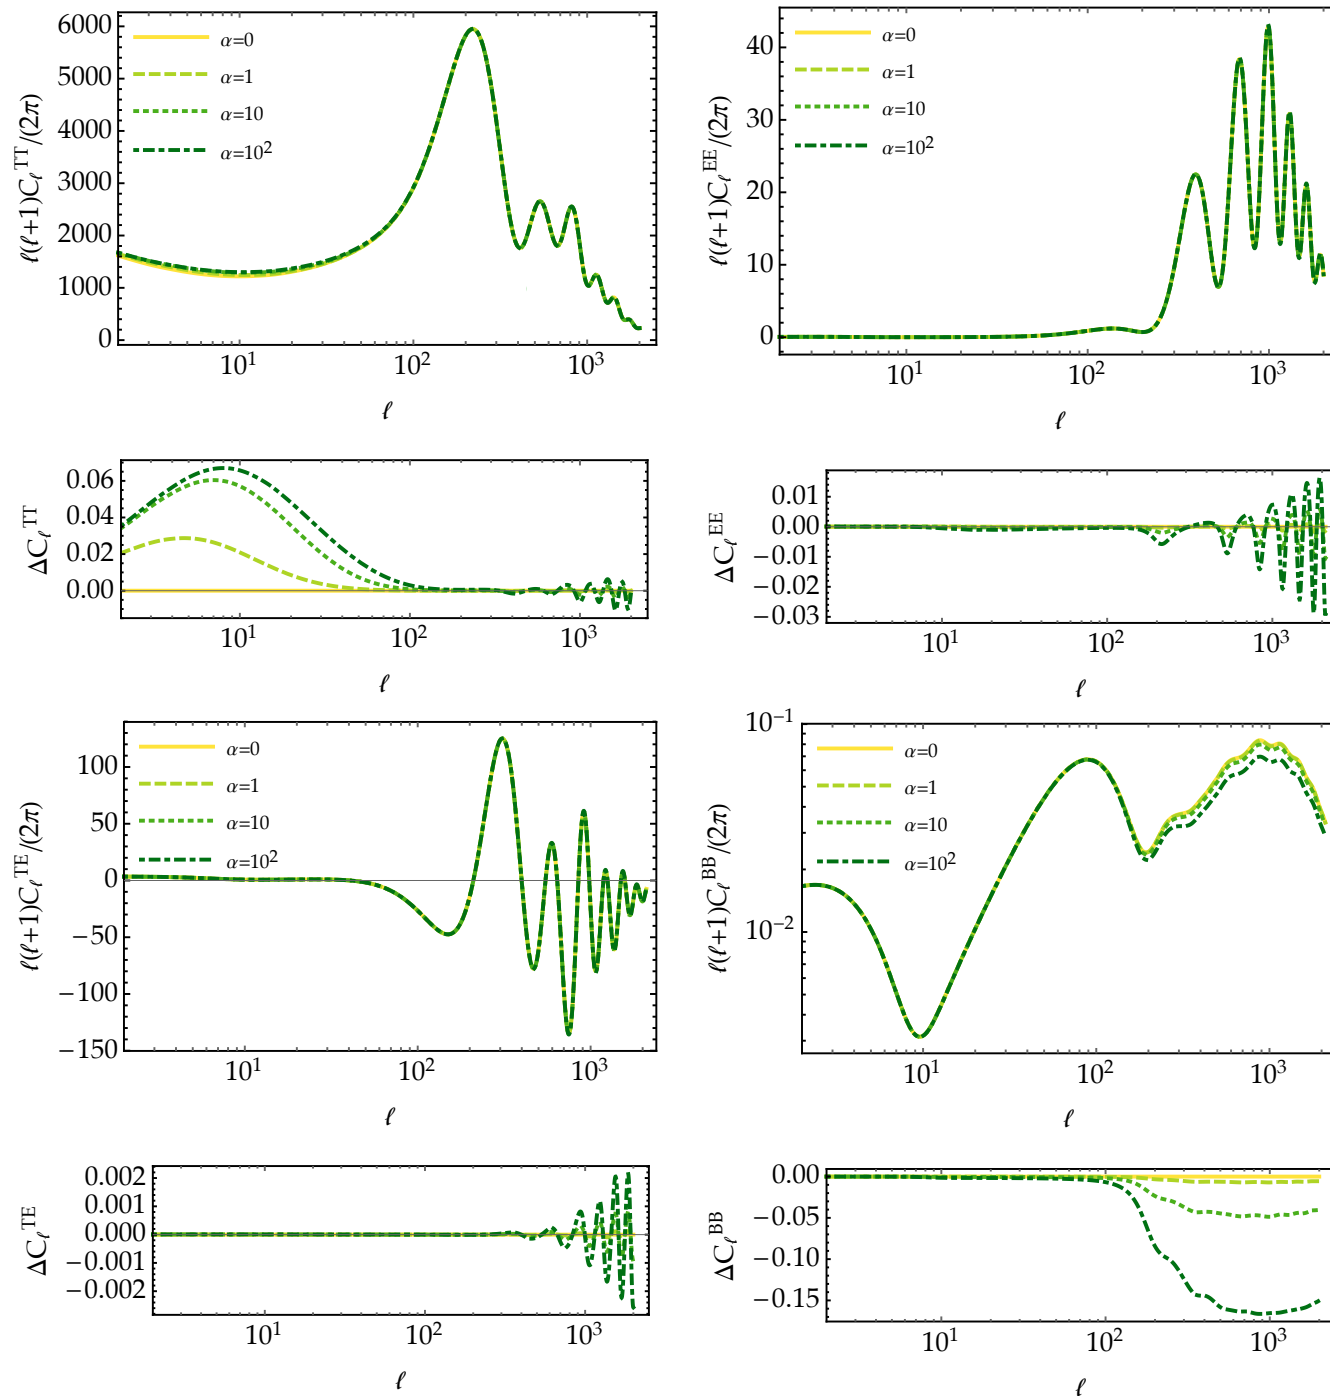 ℓ(ℓ+1)C_ℓ^TT/(2π)
6000
5000
4000
3000
2000
1000
0
α=0
α=1
α=10
α=10²
10¹
10²
10³
ℓ
ℓ(ℓ+1)C_ℓ^EE/(2π)
40
30
20
10
0
α=0
α=1
α=10
α=10²
10¹
10²
10³
ℓ
ΔC_ℓ^TT
0.06
0.04
0.02
0.00
10¹
10²
10³
ℓ
ΔC_ℓ^EE
0.01
0.00
−0.01
−0.02
−0.03
10¹
10²
10³
ℓ
ℓ(ℓ+1)C_ℓ^TE/(2π)
100
50
0
−50
−100
−150
α=0
α=1
α=10
α=10²
10¹
10²
10³
ℓ
ℓ(ℓ+1)C_ℓ^BB/(2π)
10⁻¹
10⁻²
α=0
α=1
α=10
α=10²
10¹
10²
10³
ℓ
ΔC_ℓ^TE
0.002
0.001
0.000
−0.001
−0.002
10¹
10²
10³
ℓ
ΔC_ℓ^BB
0.00
−0.05
−0.10
−0.15
10¹
10²
10³
ℓ